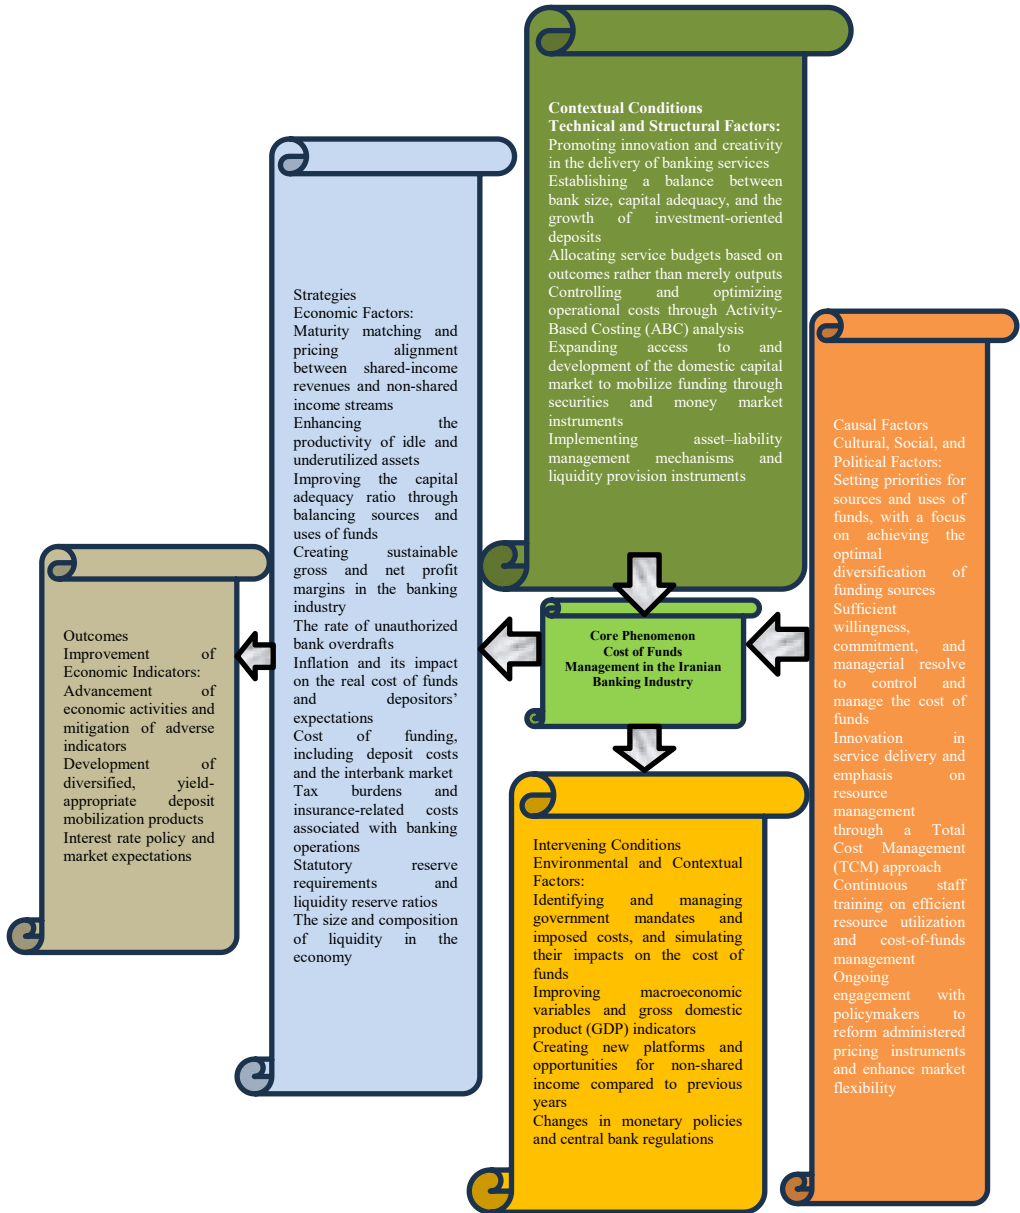 Contextual Conditions
Technical and Structural Factors:
Promoting innovation and creativity
in the delivery of banking services
Establishing a balance between
bank size, capital adequacy, and the
growth of investment-oriented
deposits
Allocating service budgets based on
outcomes rather than merely outputs
Controlling and optimizing
operational costs through Activity-
Based Costing (ABC) analysis
Expanding access to and
development of the domestic capital
market to mobilize funding through
securities and money market
instruments
Implementing asset–liability
management mechanisms and
liquidity provision instruments
Strategies
Economic Factors:
Maturity matching and
pricing alignment
between shared-income
revenues and non-shared
income streams
Enhancing the
productivity of idle and
underutilized assets
Improving the capital
adequacy ratio through
balancing sources and
uses of funds
Creating sustainable
gross and net profit
margins in the banking
industry
The rate of unauthorized
bank overdrafts
Inflation and its impact
on the real cost of funds
and depositors’
expectations
Cost of funding,
including deposit costs
and the interbank market
Tax burdens and
insurance-related costs
associated with banking
operations
Statutory reserve
requirements and
liquidity reserve ratios
The size and composition
of liquidity in the
economy
Causal Factors
Cultural, Social, and
Political Factors:
Setting priorities for
sources and uses of
funds, with a focus
on achieving the
optimal
diversification of
funding sources
Sufficient
willingness,
commitment, and
managerial resolve
to control and
manage the cost of
funds
Innovation in
service delivery and
emphasis on
resource
management
through a Total
Cost Management
(TCM) approach
Continuous staff
training on efficient
resource utilization
and cost-of-funds
management
Ongoing
engagement with
policymakers to
reform administered
pricing instruments
and enhance market
flexibility
Core Phenomenon
Cost of Funds
Management in the Iranian
Banking Industry
Outcomes
Improvement of
Economic Indicators:
Advancement of
economic activities and
mitigation of adverse
indicators
Development of
diversified, yield-
appropriate deposit
mobilization products
Interest rate policy and
market expectations
Intervening Conditions
Environmental and Contextual
Factors:
Identifying and managing
government mandates and
imposed costs, and simulating
their impacts on the cost of
funds
Improving macroeconomic
variables and gross domestic
product (GDP) indicators
Creating new platforms and
opportunities for non-shared
income compared to previous
years
Changes in monetary policies
and central bank regulations